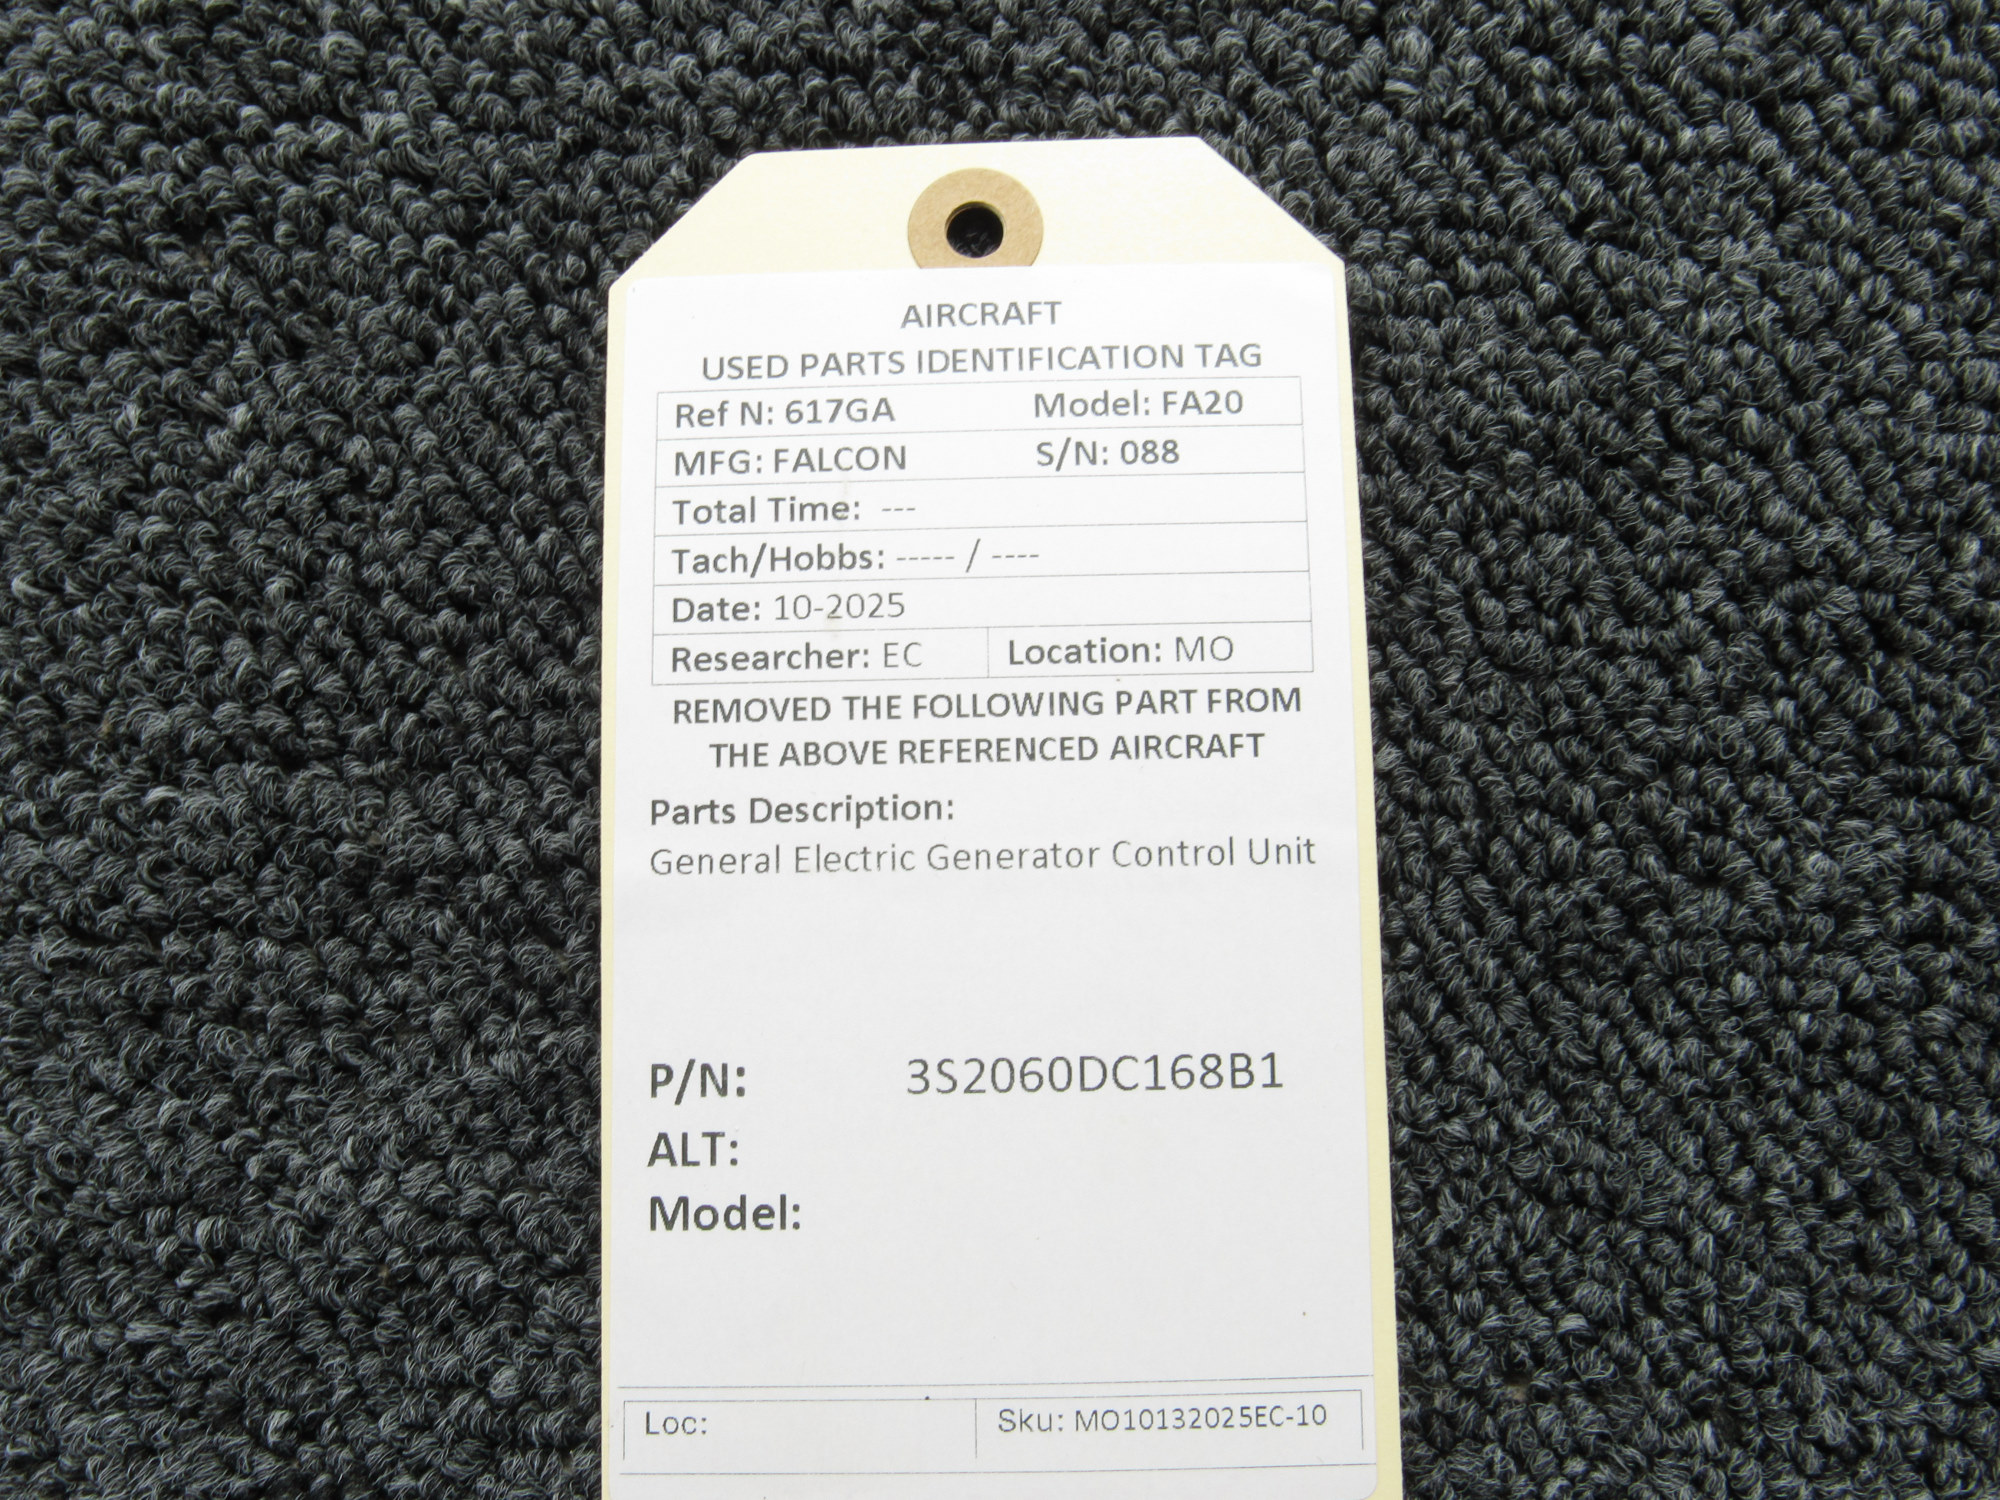 AIRCRAFT
USED PARTS IDENTIFICATION TAG
Ref N: 617GA Model: FA20
MFG: FALCON S/N: 088
Total Time: ---
Tach/Hobbs: ----- / ----
Date: 10-2025
Researcher: EC Location: MO
REMOVED THE FOLLOWING PART FROM
THE ABOVE REFERENCED AIRCRAFT
Parts Description:
General Electric Generator Control Unit
P/N: 3S2060DC168B1
ALT:
Model:
Loc: Sku: MO10132025EC-10